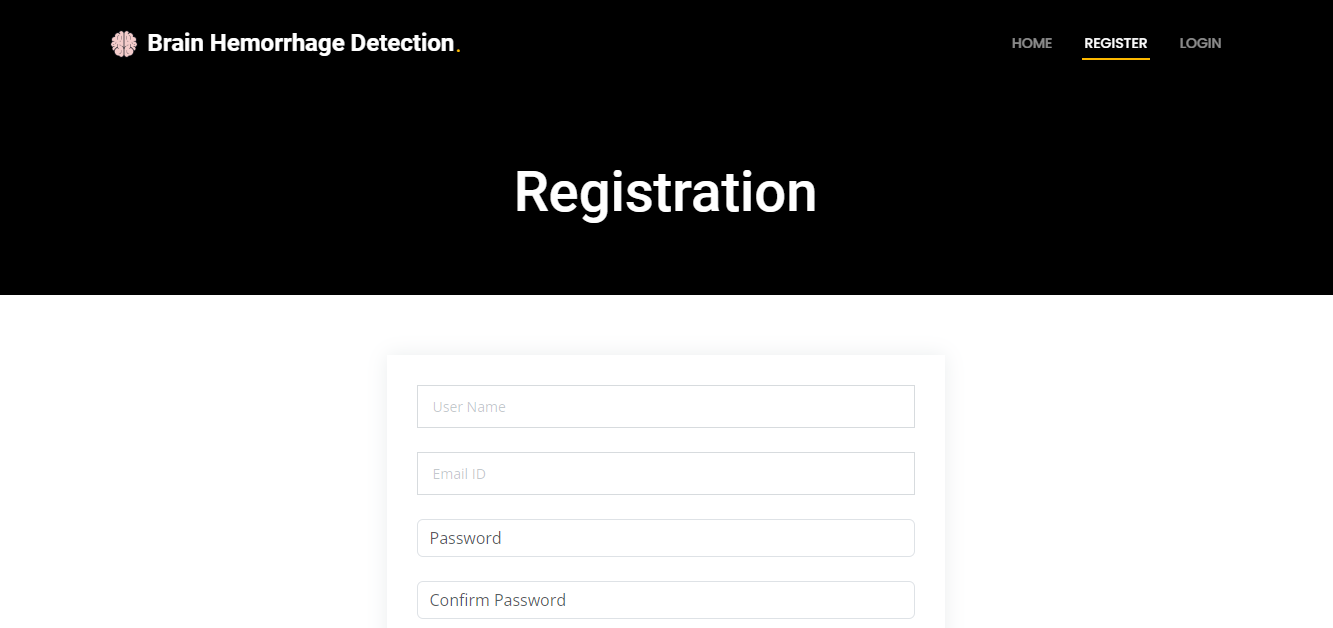 Brain Hemorrhage Detection.
HOME REGISTER LOGIN
Registration
User Name
Email ID
Password
Confirm Password